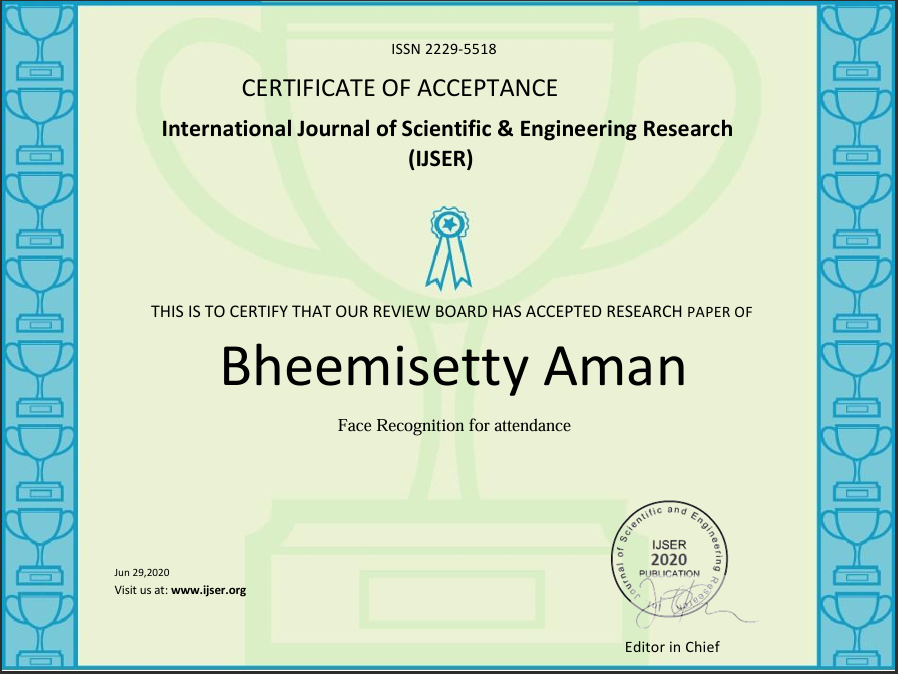 ISSN 2229-5518
CERTIFICATE OF ACCEPTANCE
International Journal of Scientific & Engineering Research
(IJSER)
THIS IS TO CERTIFY THAT OUR REVIEW BOARD HAS ACCEPTED RESEARCH PAPER OF
Bheemisetty Aman
Face Recognition for attendance
Journal of Scientific and Engineering Research
IJSER
2020
PUBLICATION
Jun 29,2020
Visit us at: www.ijser.org
Editor in Chief